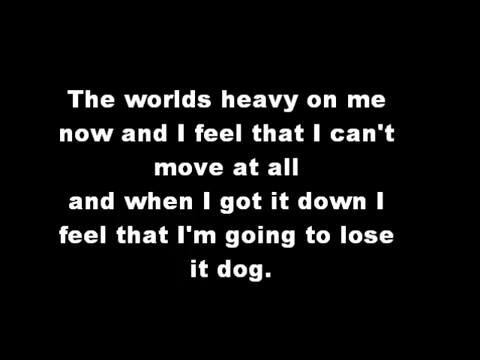 The worlds heavy on me
now and I feel that I can't
move at all
and when I got it down I
feel that I'm going to lose
it dog.